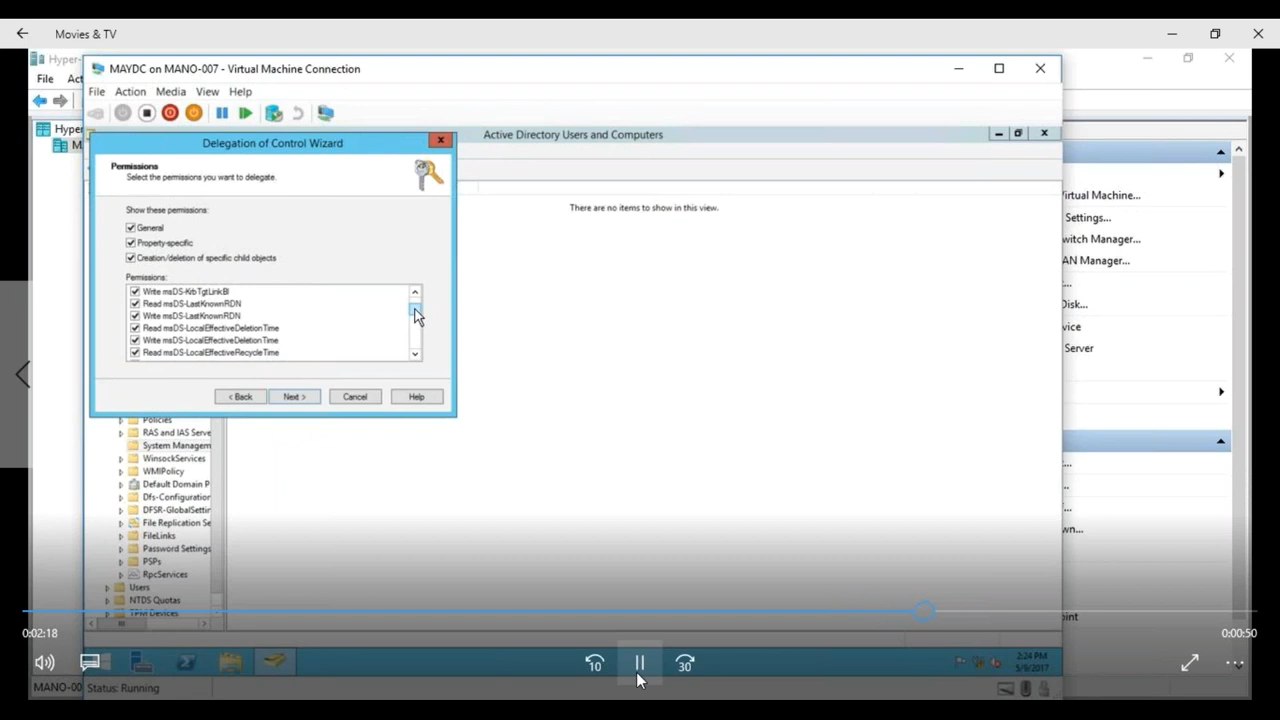 Movies & TV
Hyper-
MAYDC on MANO-007 - Virtual Machine Connection
File
File Action Media View Help
Delegation of Control Wizard
Active Directory Users and Computers
Permissions
Select the permissions you want to delegate.
There are no items to show in this view.
Show these permissions:
General
Property-specific
Creation/deletion of specific child objects
Permissions:
Write msDS-KrbTgtLinkBl
Read msDS-LastKnownRDN
Write msDS-LastKnownRDN
Read msDS-LocalEffectiveDeletionTime
Write msDS-LocalEffectiveDeletionTime
Read msDS-LocalEffectiveRecycleTime
< Back
Next >
Cancel
Help
Hyper
M
irtual Machine...
Settings...
witch Manager...
AN Manager...
Disk...
vice
Server
Policies
RAS and IAS Serve
System Managem
WinsockServices
WMIPolicy
Default Domain P
Dfs-Configuration
DFSR-GlobalSettin
File Replication Se
FileLinks
Password Settings
PSPs
RpcServices
Users
NTDS Quotas
TPM Devices
wn...
oint
0:02:18
0:00:50
10
30
2:24 PM
5/9/2017
MANO-00
Status: Running